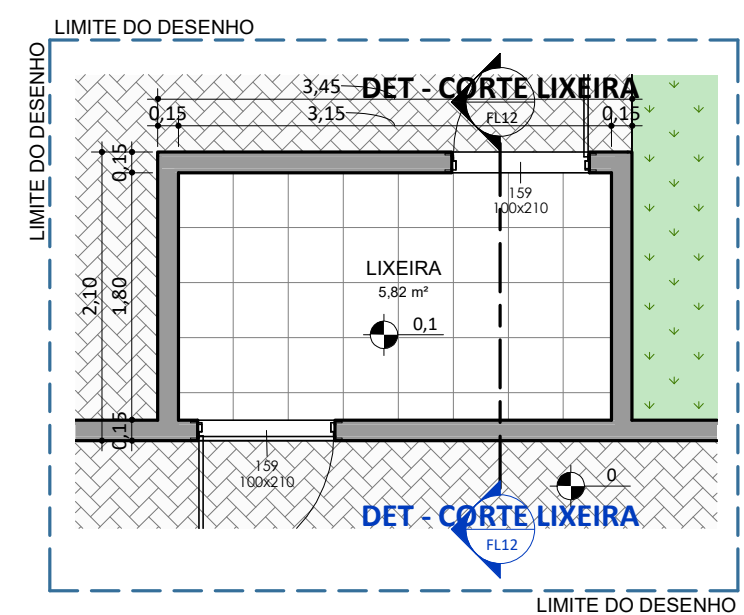 LIMITE DO DESENHO
LIMITE DO DESENHO
3,45
DET - CORTE LIXEIRA
0,15
3,15
FL12
0,15
0,15
159
100x210
LIXEIRA
5,82 m²
2,10
1,80
0,1
0,15
159
100x210
0
DET - CORTE LIXEIRA
FL12
LIMITE DO DESENHO